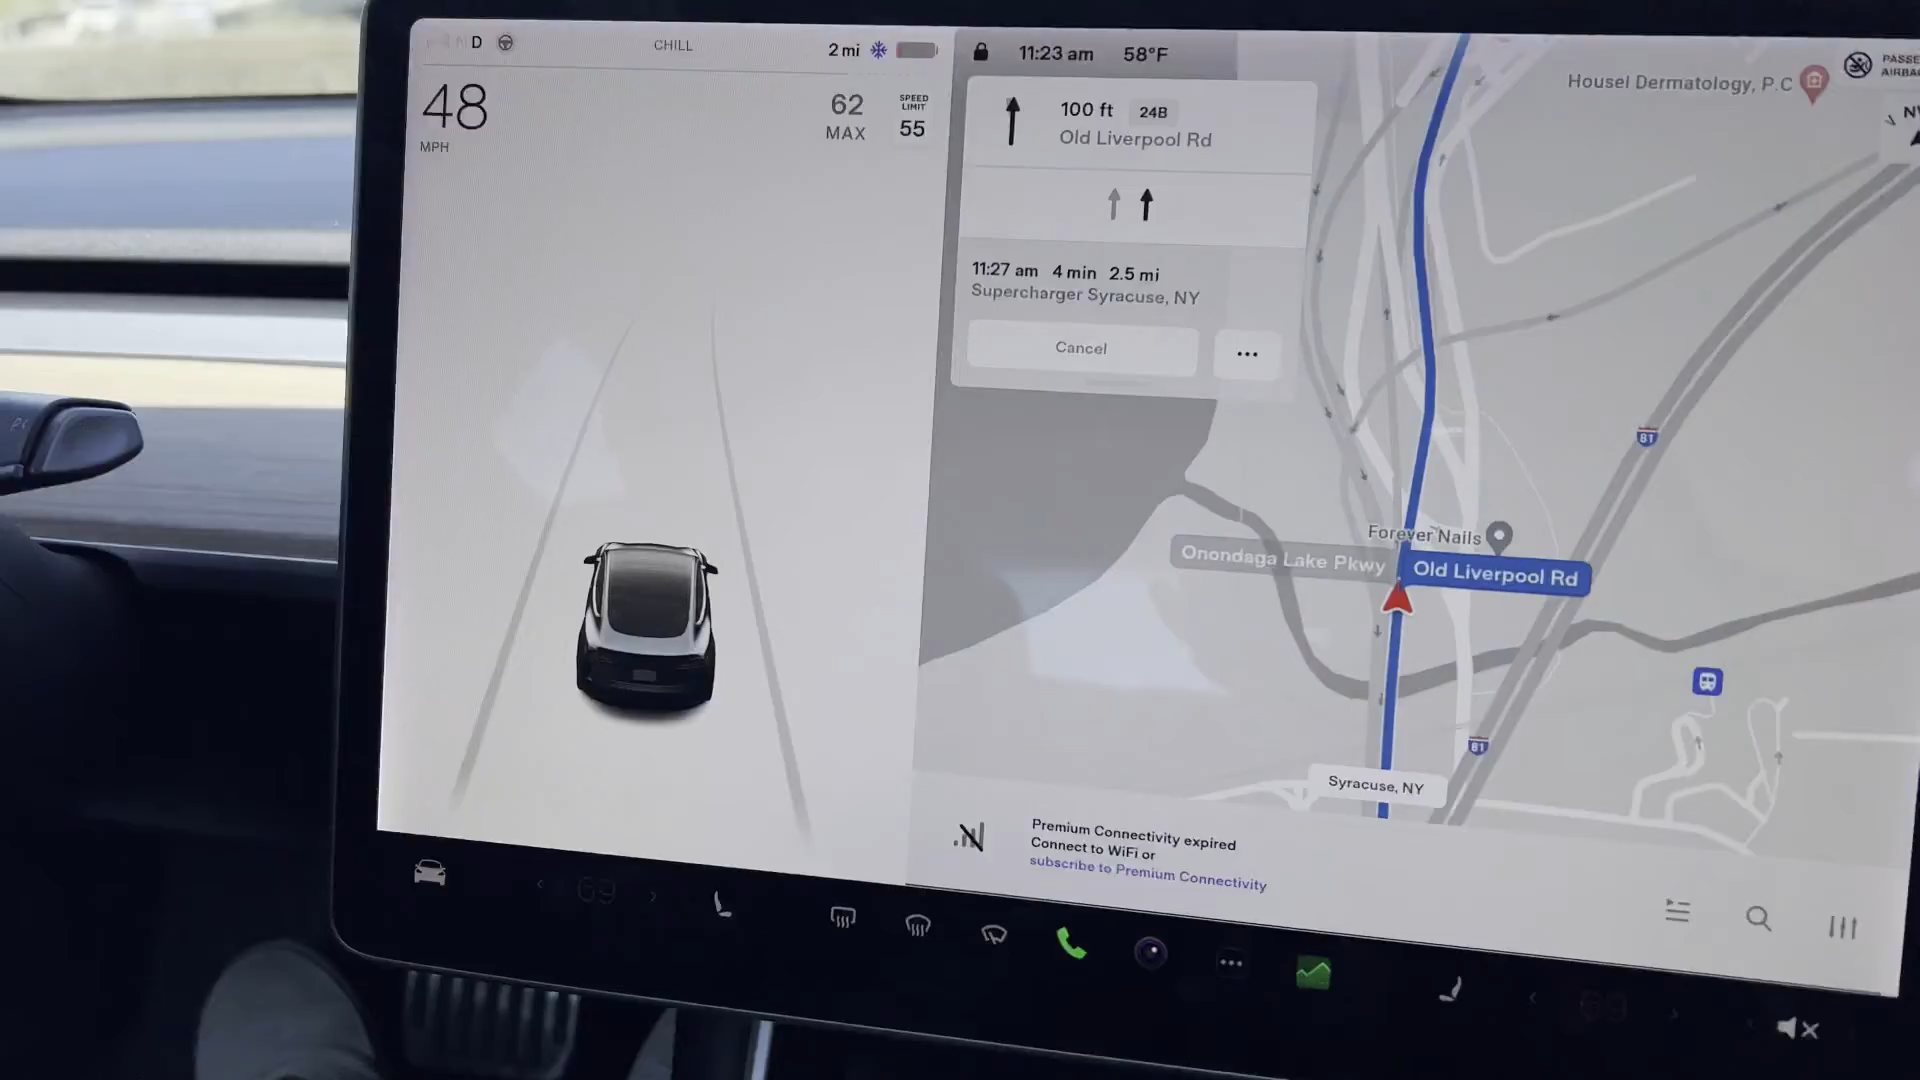 D
CHILL
2 mi
48
MPH
62
MAX
SPEED
LIMIT
55
11:23 am 58°F
100 ft 24B
Old Liverpool Rd
11:27 am 4 min 2.5 mi
Supercharger Syracuse, NY
Cancel
Housel Dermatology, P.C
81
Forever Nails
Onondaga Lake Pkwy
Old Liverpool Rd
81
Syracuse, NY
Premium Connectivity expired
Connect to WiFi or
subscribe to Premium Connectivity
69